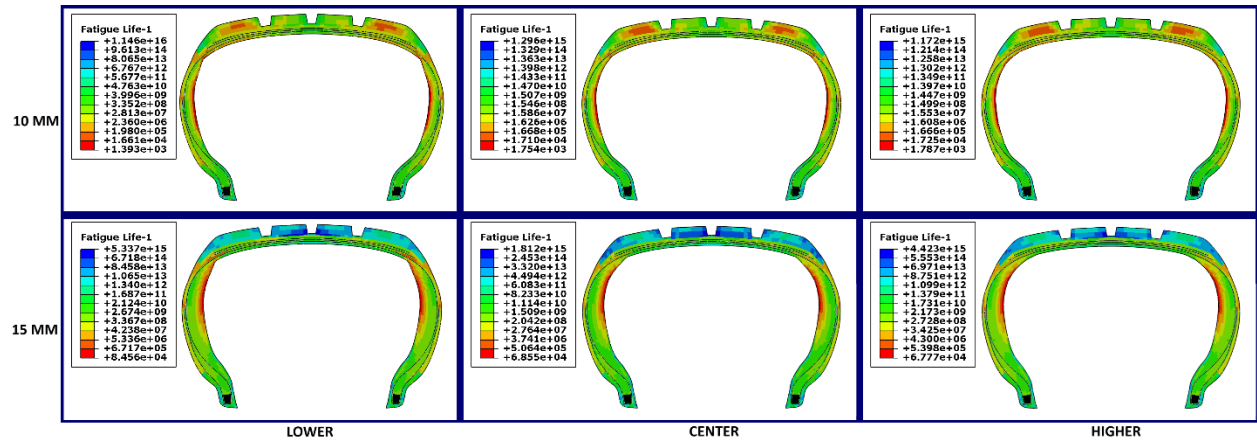 Fatigue Life-1
+1.146e+16
+9.613e+14
+8.065e+13
+6.767e+12
+5.677e+11
+4.763e+10
+3.996e+09
+3.352e+08
+2.813e+07
+2.360e+06
+1.980e+05
+1.661e+04
+1.393e+03
Fatigue Life-1
+1.296e+15
+1.329e+14
+1.363e+13
+1.398e+12
+1.433e+11
+1.470e+10
+1.507e+09
+1.546e+08
+1.586e+07
+1.626e+06
+1.668e+05
+1.710e+04
+1.754e+03
Fatigue Life-1
+1.172e+15
+1.214e+14
+1.258e+13
+1.302e+12
+1.349e+11
+1.397e+10
+1.447e+09
+1.499e+08
+1.553e+07
+1.608e+06
+1.666e+05
+1.725e+04
+1.787e+03
10 MM
Fatigue Life-1
+5.337e+15
+6.718e+14
+8.458e+13
+1.065e+13
+1.340e+12
+1.687e+11
+2.124e+10
+2.674e+09
+3.367e+08
+4.238e+07
+5.336e+06
+6.717e+05
+8.456e+04
Fatigue Life-1
+1.812e+15
+2.453e+14
+3.320e+13
+4.494e+12
+6.083e+11
+8.233e+10
+1.114e+10
+1.509e+09
+2.042e+08
+2.764e+07
+3.741e+06
+5.064e+05
+6.855e+04
Fatigue Life-1
+4.423e+15
+5.553e+14
+6.971e+13
+8.751e+12
+1.099e+12
+1.379e+11
+1.731e+10
+2.173e+09
+2.728e+08
+3.425e+07
+4.300e+06
+5.398e+05
+6.777e+04
15 MM
LOWER
CENTER
HIGHER